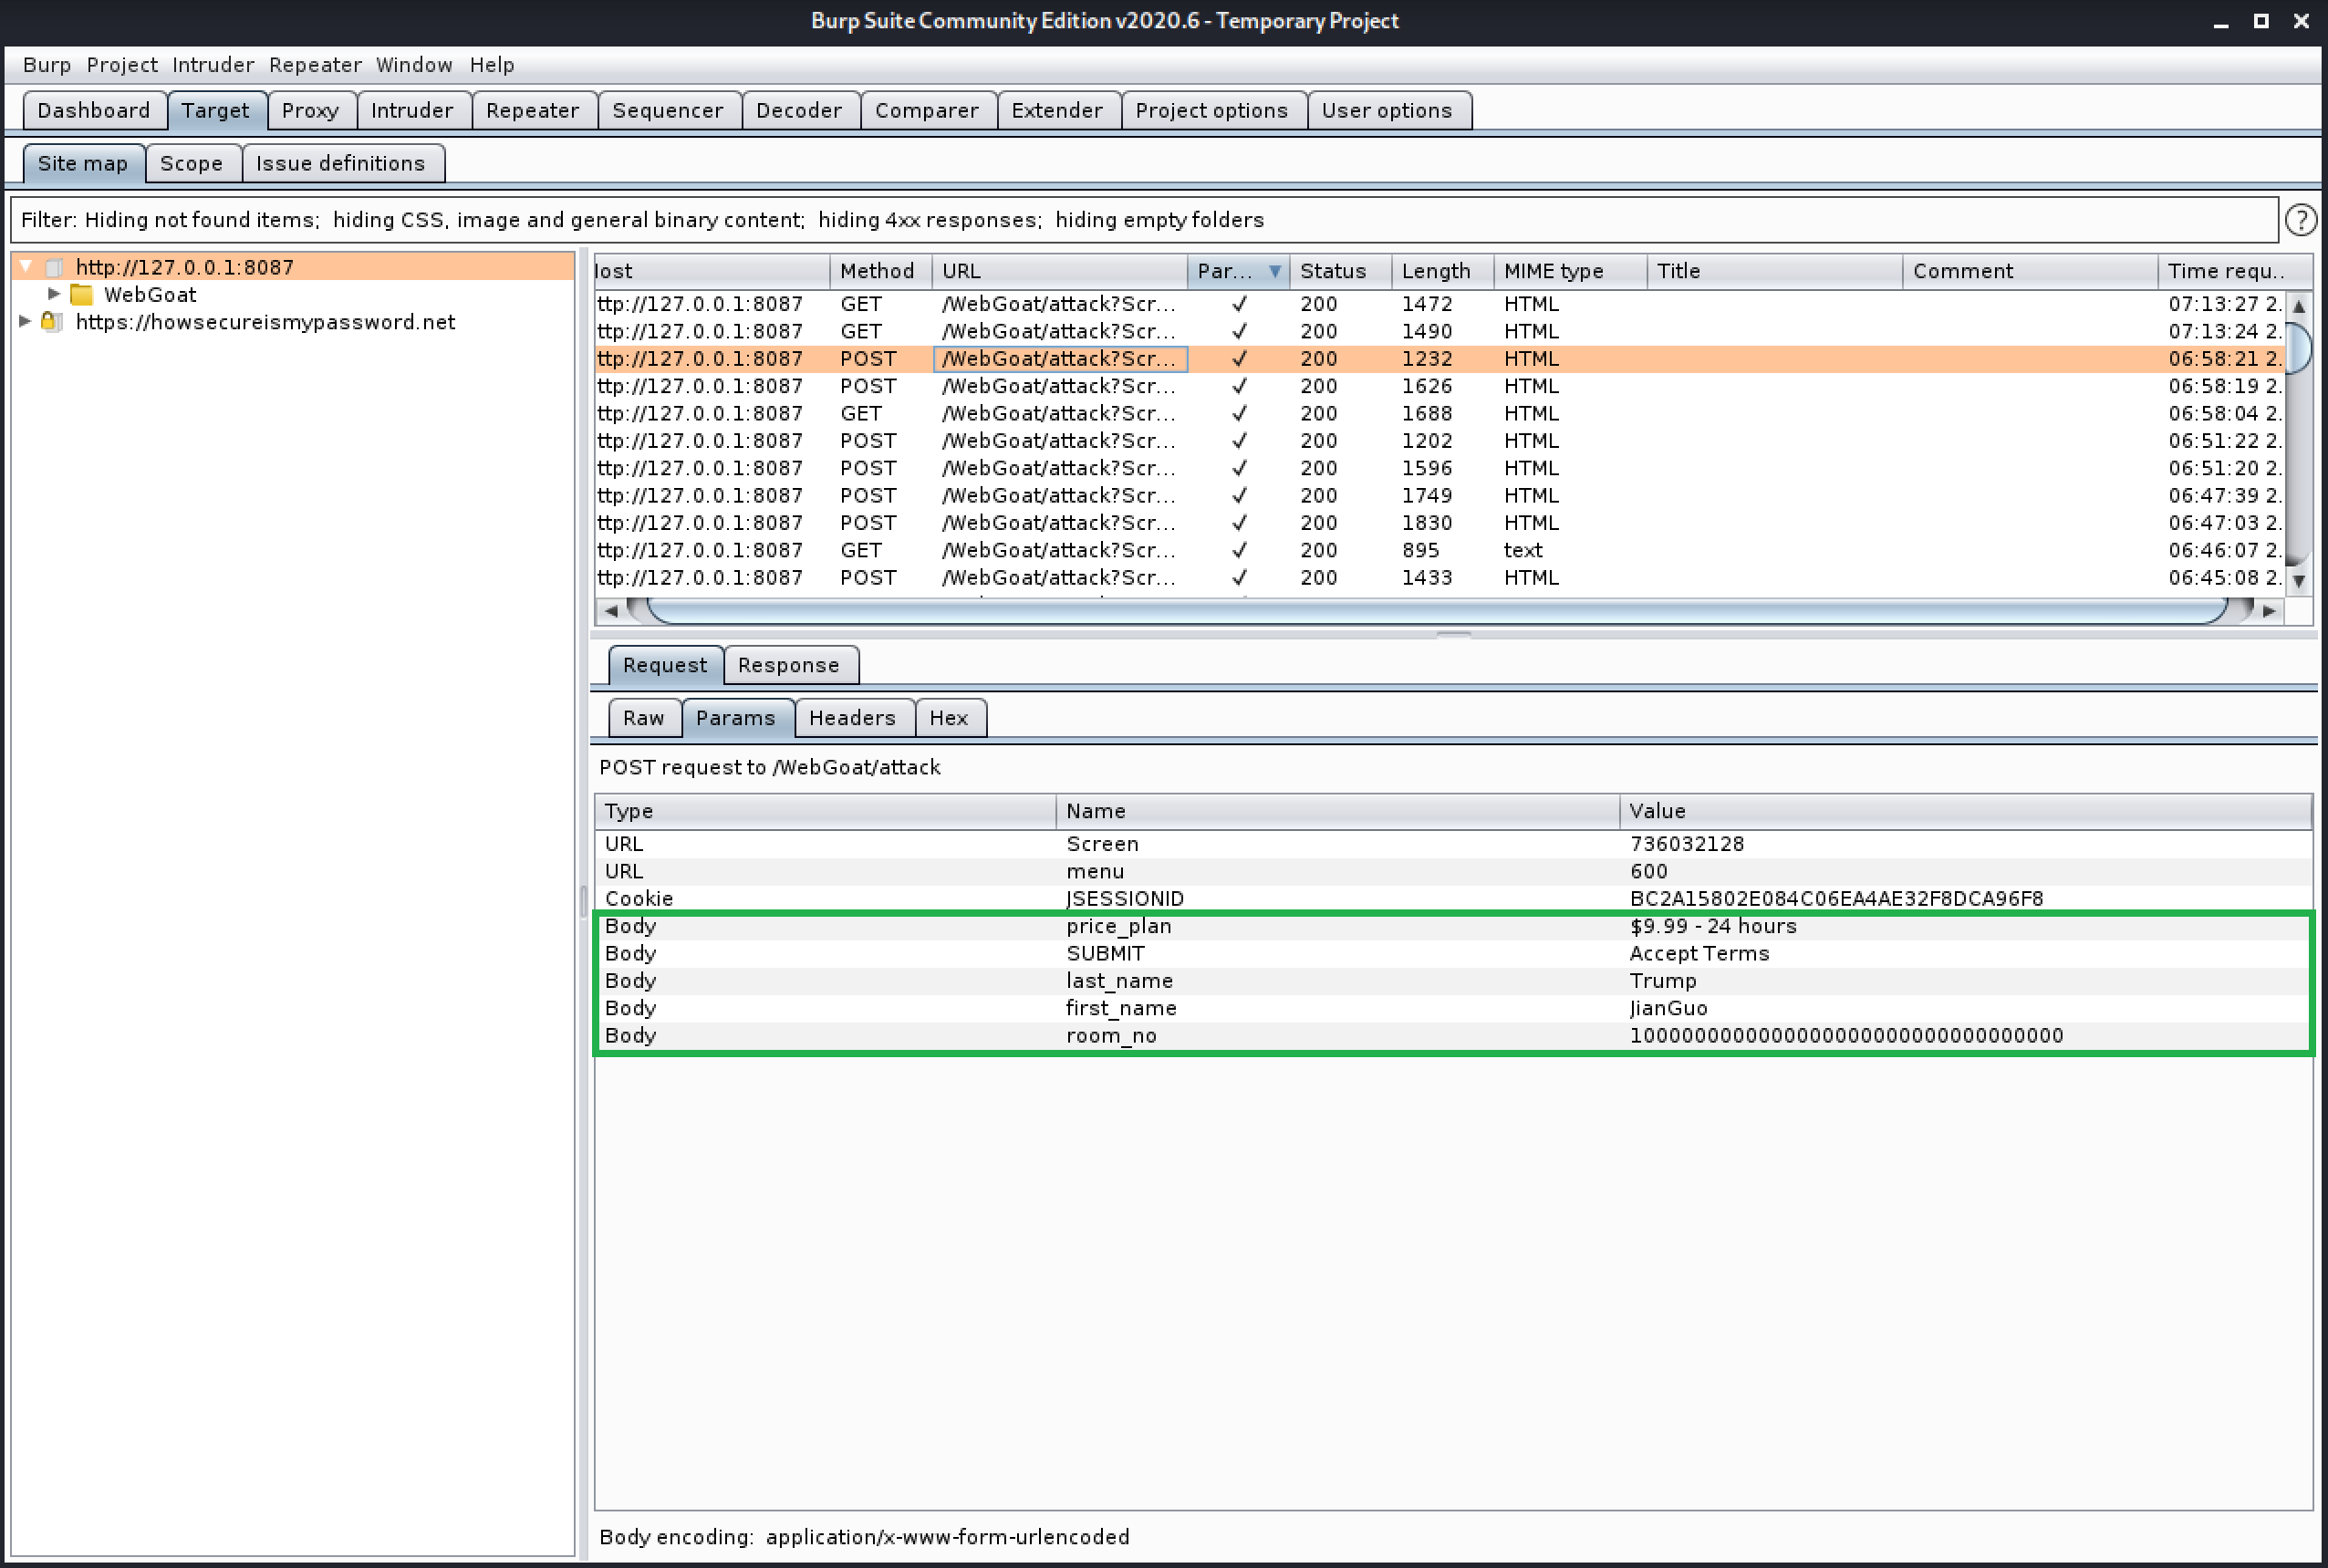 Burp Suite Community Edition v2020.6 - Temporary Project
Burp Project Intruder Repeater Window Help
Dashboard Target Proxy Intruder Repeater Sequencer Decoder Comparer Extender Project options User options
Site map Scope Issue definitions
Filter: Hiding not found items; hiding CSS, image and general binary content; hiding 4xx responses; hiding empty folders ?
http://127.0.0.1:8087
WebGoat
https://howsecureismypassword.net
lost Method URL Par... Status Length MIME type Title Comment Time requ..
ttp://127.0.0.1:8087 GET /WebGoat/attack?Scr... ✓ 200 1472 HTML 07:13:27 2.
ttp://127.0.0.1:8087 GET /WebGoat/attack?Scr... ✓ 200 1490 HTML 07:13:24 2.
ttp://127.0.0.1:8087 POST /WebGoat/attack?Scr... ✓ 200 1232 HTML 06:58:21 2.
ttp://127.0.0.1:8087 POST /WebGoat/attack?Scr... ✓ 200 1626 HTML 06:58:19 2.
ttp://127.0.0.1:8087 GET /WebGoat/attack?Scr... ✓ 200 1688 HTML 06:58:04 2.
ttp://127.0.0.1:8087 POST /WebGoat/attack?Scr... ✓ 200 1202 HTML 06:51:22 2.
ttp://127.0.0.1:8087 POST /WebGoat/attack?Scr... ✓ 200 1596 HTML 06:51:20 2.
ttp://127.0.0.1:8087 POST /WebGoat/attack?Scr... ✓ 200 1749 HTML 06:47:39 2.
ttp://127.0.0.1:8087 POST /WebGoat/attack?Scr... ✓ 200 1830 HTML 06:47:03 2.
ttp://127.0.0.1:8087 GET /WebGoat/attack?Scr... ✓ 200 895 text 06:46:07 2.
ttp://127.0.0.1:8087 POST /WebGoat/attack?Scr... ✓ 200 1433 HTML 06:45:08 2.
Request Response
Raw Params Headers Hex
POST request to /WebGoat/attack
Type Name Value
URL Screen 736032128
URL menu 600
Cookie JSESSIONID BC2A15802E084C06EA4AE32F8DCA96F8
Body price_plan $9.99 - 24 hours
Body SUBMIT Accept Terms
Body last_name Trump
Body first_name JianGuo
Body room_no 1000000000000000000000000000000000
Body encoding: application/x-www-form-urlencoded